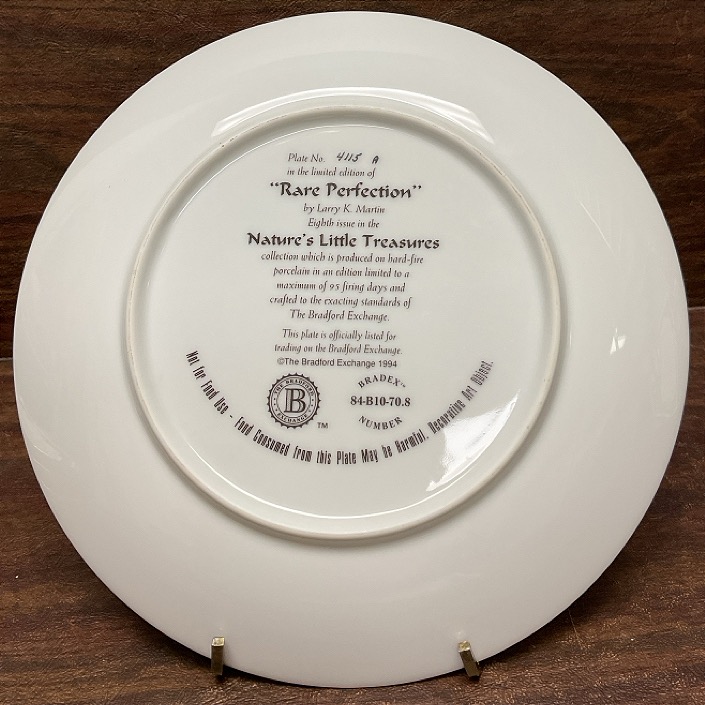 Plate No. 4115 A
in the limited edition of
"Rare Perfection"
by Larry K. Martin
Eighth issue in the
Nature's Little Treasures
collection which is produced on hard-fire
porcelain in an edition limited to a
maximum of 95 firing days and
crafted to the exacting standards of
The Bradford Exchange.
This plate is officially listed for
trading on the Bradford Exchange.
©The Bradford Exchange 1994
THE BRADFORD
B
EXCHANGE
TM
BRADEX™
84-B10-70.8
NUMBER
Not for Food Use - Food Consumed from this Plate May be Harmful. Decorative Art Object.